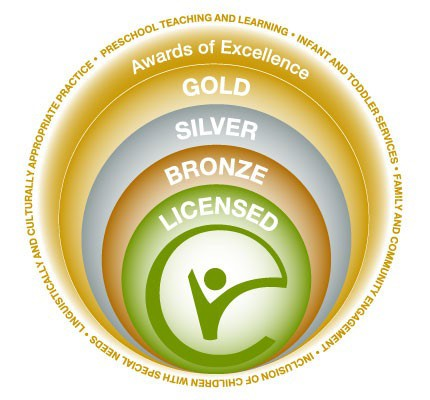 PRESCHOOL TEACHING AND LEARNING • INFANT AND TODDLER SERVICES • FAMILY AND COMMUNITY ENGAGEMENT • INCLUSION OF CHILDREN WITH SPECIAL NEEDS • LINGUISTICALLY AND CULTURALLY APPROPRIATE PRACTICE •
Awards of Excellence
GOLD
SILVER
BRONZE
LICENSED